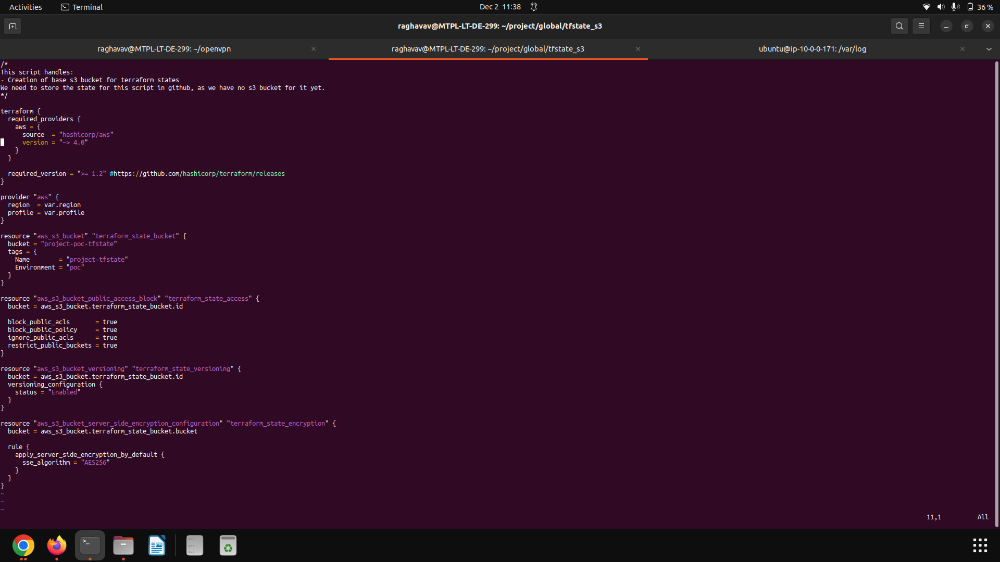 Activities Terminal Dec 2 11:38 36 %
raghavav@MTPL-LT-DE-299: ~/project/global/tfstate_s3
raghavav@MTPL-LT-DE-299: ~/openvpn raghavav@MTPL-LT-DE-299: ~/project/global/tfstate_s3 ubuntu@ip-10-0-0-171: /var/log
/*
This script handles:
- Creation of base s3 bucket for terraform states
We need to store the state for this script in github, as we have no s3 bucket for it yet.
*/
terraform {
  required_providers {
    aws = {
      source  = "hashicorp/aws"
      version = "~> 4.0"
    }
  }
  required_version = ">= 1.2" #https://github.com/hashicorp/terraform/releases
}
provider "aws" {
  region  = var.region
  profile = var.profile
}
resource "aws_s3_bucket" "terraform_state_bucket" {
  bucket = "project-poc-tfstate"
  tags = {
    Name        = "project-tfstate"
    Environment = "poc"
  }
}
resource "aws_s3_bucket_public_access_block" "terraform_state_access" {
  bucket = aws_s3_bucket.terraform_state_bucket.id
  block_public_acls       = true
  block_public_policy     = true
  ignore_public_acls      = true
  restrict_public_buckets = true
}
resource "aws_s3_bucket_versioning" "terraform_state_versioning" {
  bucket = aws_s3_bucket.terraform_state_bucket.id
  versioning_configuration {
    status = "Enabled"
  }
}
resource "aws_s3_bucket_server_side_encryption_configuration" "terraform_state_encryption" {
  bucket = aws_s3_bucket.terraform_state_bucket.bucket
  rule {
    apply_server_side_encryption_by_default {
      sse_algorithm = "AES256"
    }
  }
}
~
~
~
11,1 All